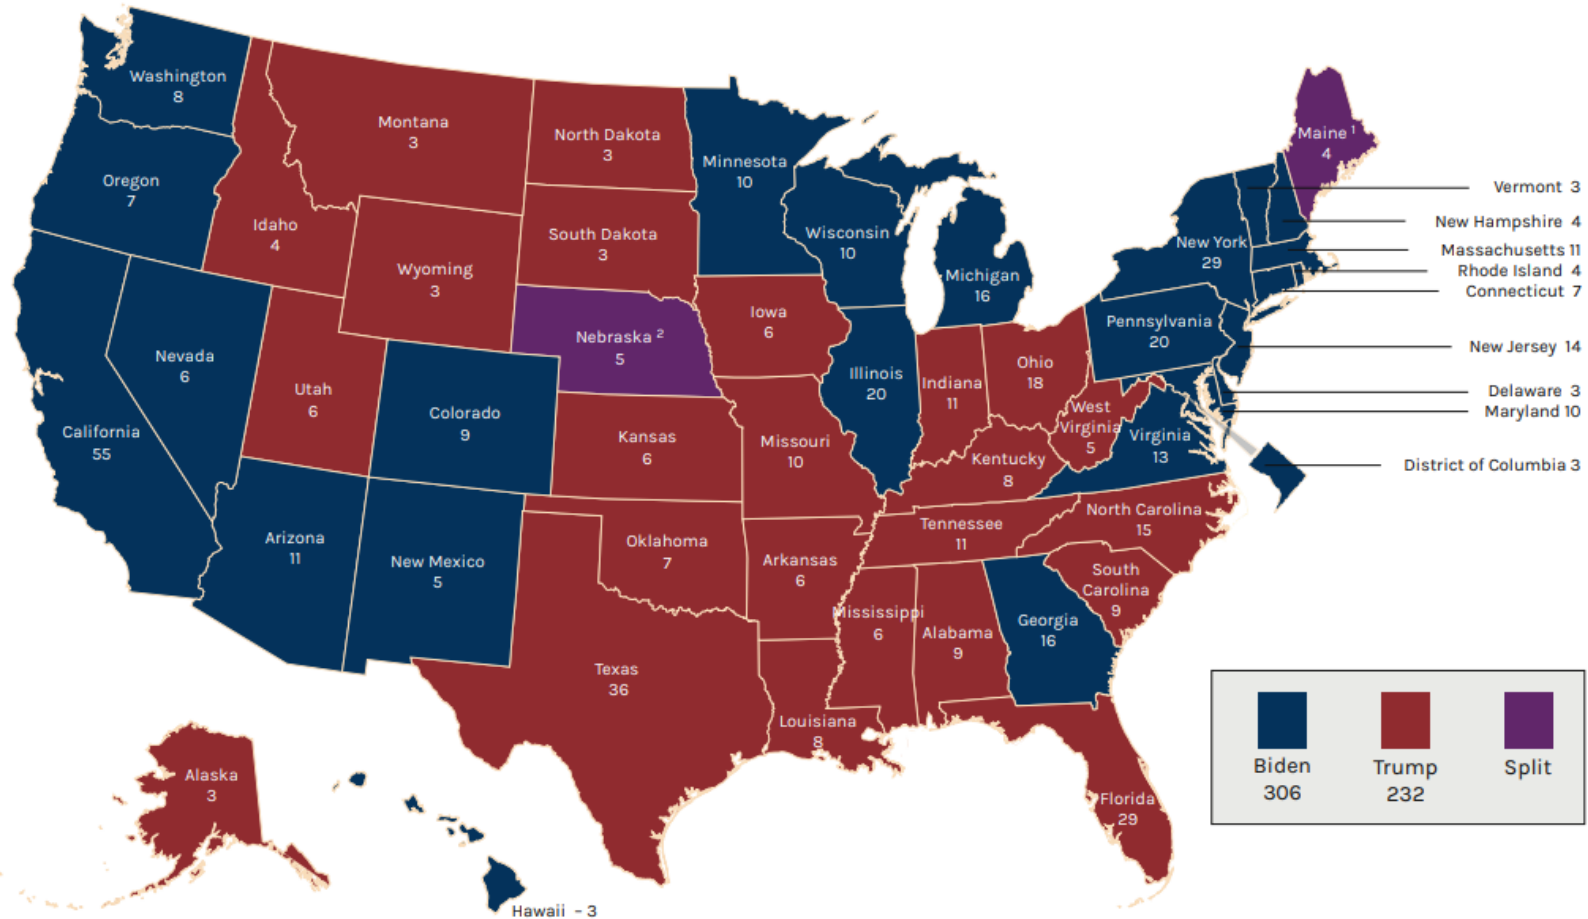 Washington
8
Oregon
7
California
55
Nevada
6
Idaho
4
Montana
3
Wyoming
3
Utah
6
Colorado
9
Arizona
11
New Mexico
5
North Dakota
3
South Dakota
3
Nebraska 2
5
Kansas
6
Oklahoma
7
Texas
36
Minnesota
10
Iowa
6
Missouri
10
Arkansas
6
Louisiana
8
Wisconsin
10
Illinois
20
Michigan
16
Indiana
11
Ohio
18
West
Virginia
5
Kentucky
8
Tennessee
11
Mississippi
6
Alabama
9
Georgia
16
Florida
29
South
Carolina
9
North Carolina
15
Virginia
13
Pennsylvania
20
New York
29
Maine 1
4
Vermont 3
New Hampshire 4
Massachusetts 11
Rhode Island 4
Connecticut 7
New Jersey 14
Delaware 3
Maryland 10
District of Columbia 3
Alaska
3
Hawaii - 3
Biden
306
Trump
232
Split